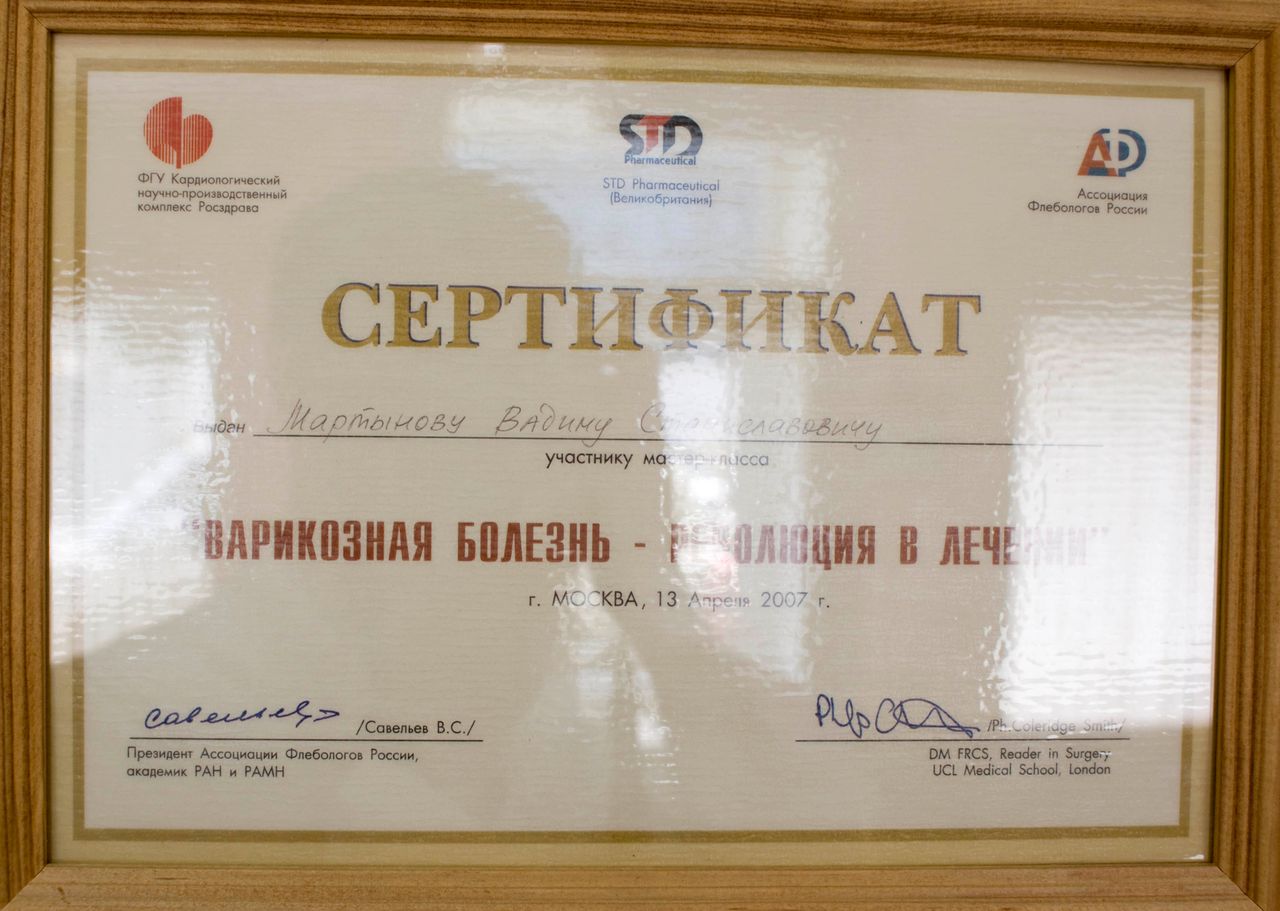 ФГУ Кардиологический
научно-производственный
комплекс Росздрава
STD
Pharmaceutical
STD Pharmaceutical
(Великобритания)
АФ
Ассоциация
Флебологов России
СЕРТИФИКАТ
Выдан Мартынову Вадиму Станиславовичу
участнику мастер-класса
"ВАРИКОЗНАЯ БОЛЕЗНЬ - РЕВОЛЮЦИЯ В ЛЕЧЕНИИ"
г. МОСКВА, 13 Апреля 2007 г.
Савельев /Савельев В.С./
Президент Ассоциации Флебологов России,
академик РАН и РАМН
/Ph.Coleridge Smith/
DM FRCS, Reader in Surgery
UCL Medical School, London